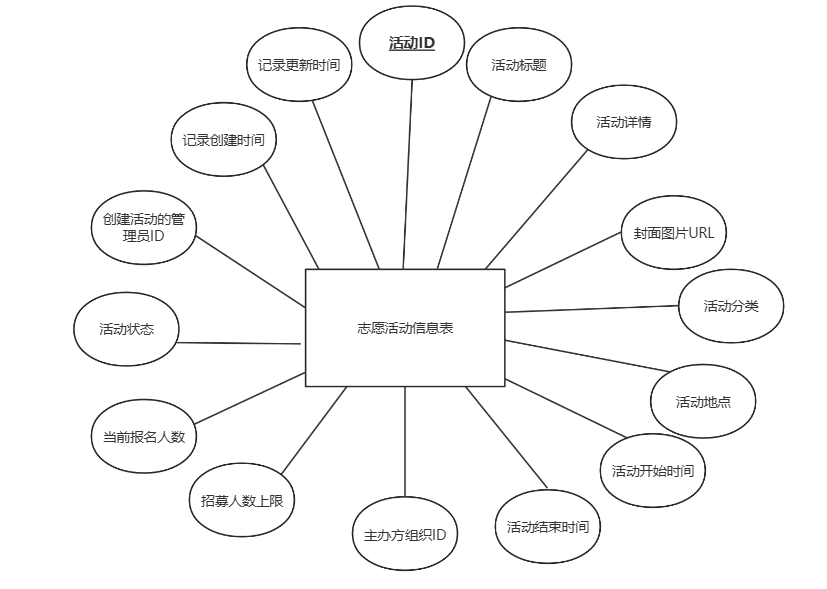 活动ID
记录更新时间
活动标题
活动详情
记录创建时间
创建活动的管
理员ID
封面图片URL
活动分类
活动状态
志愿活动信息表
活动地点
当前报名人数
活动开始时间
招募人数上限
活动结束时间
主办方组织ID